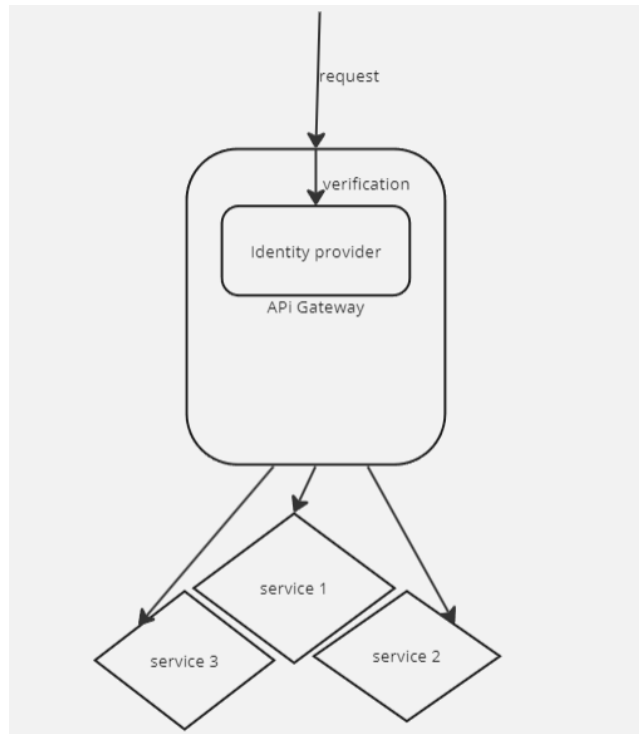 request
verification
Identity provider
APi Gateway
service 1
service 3
service 2